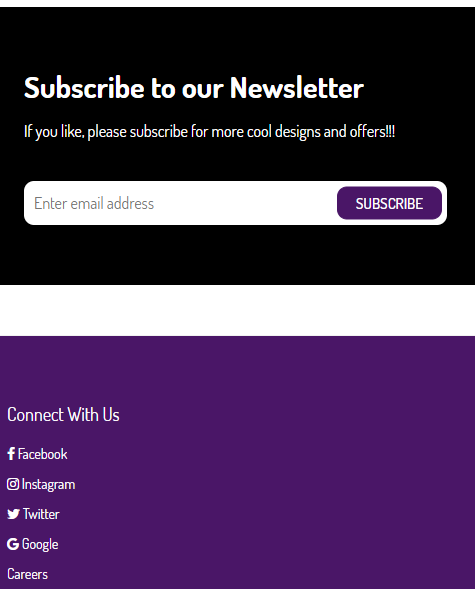 Subscribe to our Newsletter
If you like, please subscribe for more cool designs and offers!!!
Enter email address
SUBSCRIBE
Connect With Us
Facebook
Instagram
Twitter
Google
Careers